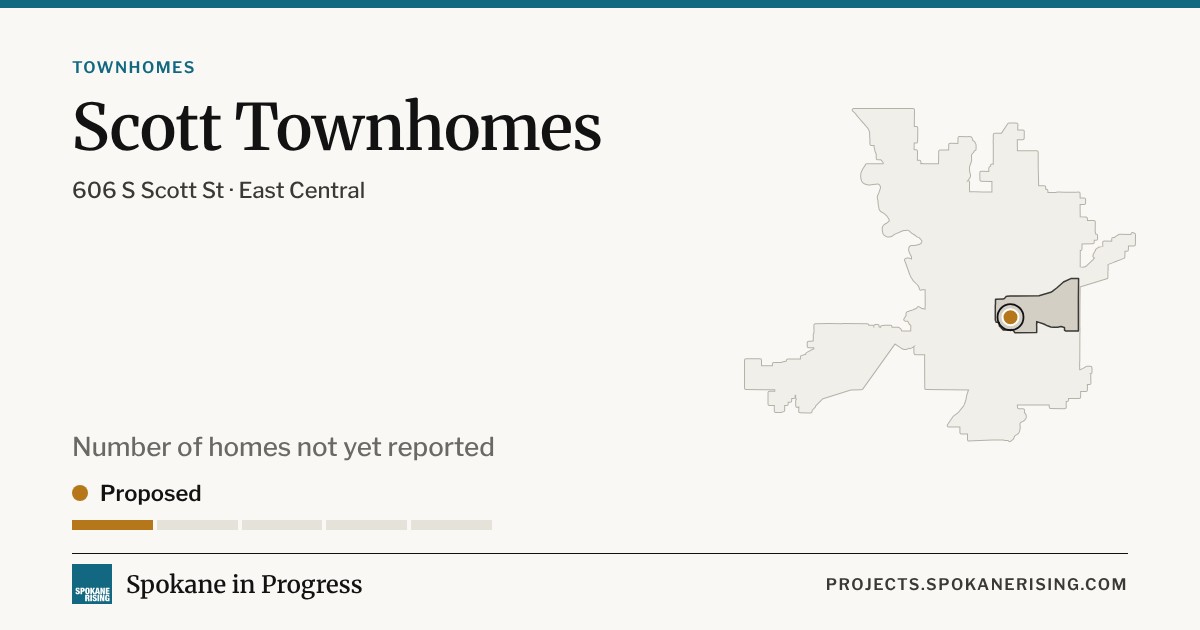 TOWNHOMES
Scott Townhomes
606 S Scott St · East Central
Number of homes not yet reported
Proposed
SPOKANE
RISING
Spokane in Progress
PROJECTS.SPOKANERISING.COM